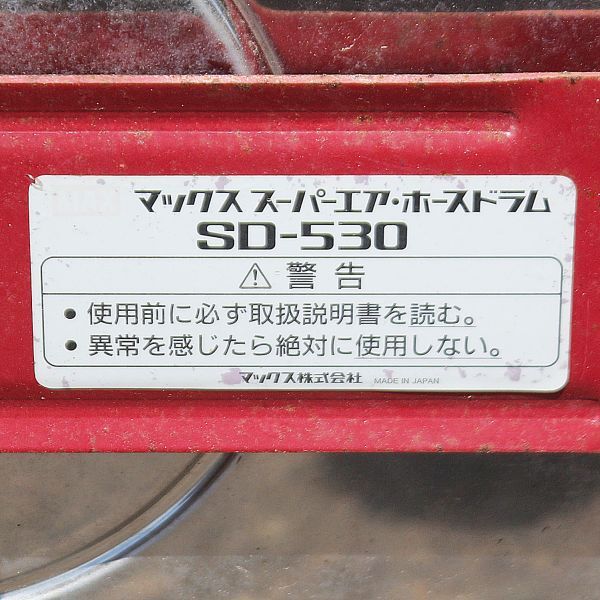 マックス スーパーエア・ホースドラム
SD-530
⚠ 警告
• 使用前に必ず取扱説明書を読む。
• 異常を感じたら絶対に使用しない。
マックス株式会社 MADE IN JAPAN